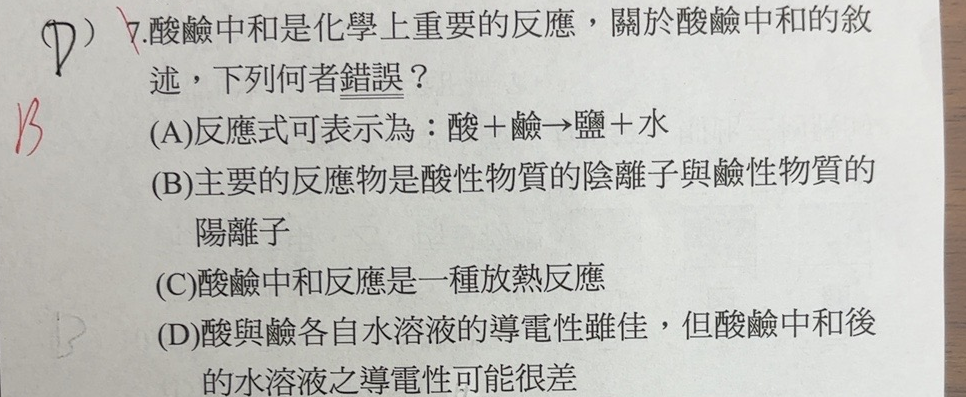 D) 7.酸鹼中和是化學上重要的反應，關於酸鹼中和的敘
述，下列何者錯誤？
B
(A)反應式可表示為：酸＋鹼→鹽＋水
(B)主要的反應物是酸性物質的陰離子與鹼性物質的
陽離子
(C)酸鹼中和反應是一種放熱反應
(D)酸與鹼各自水溶液的導電性雖佳，但酸鹼中和後
B
的水溶液之導電性可能很差